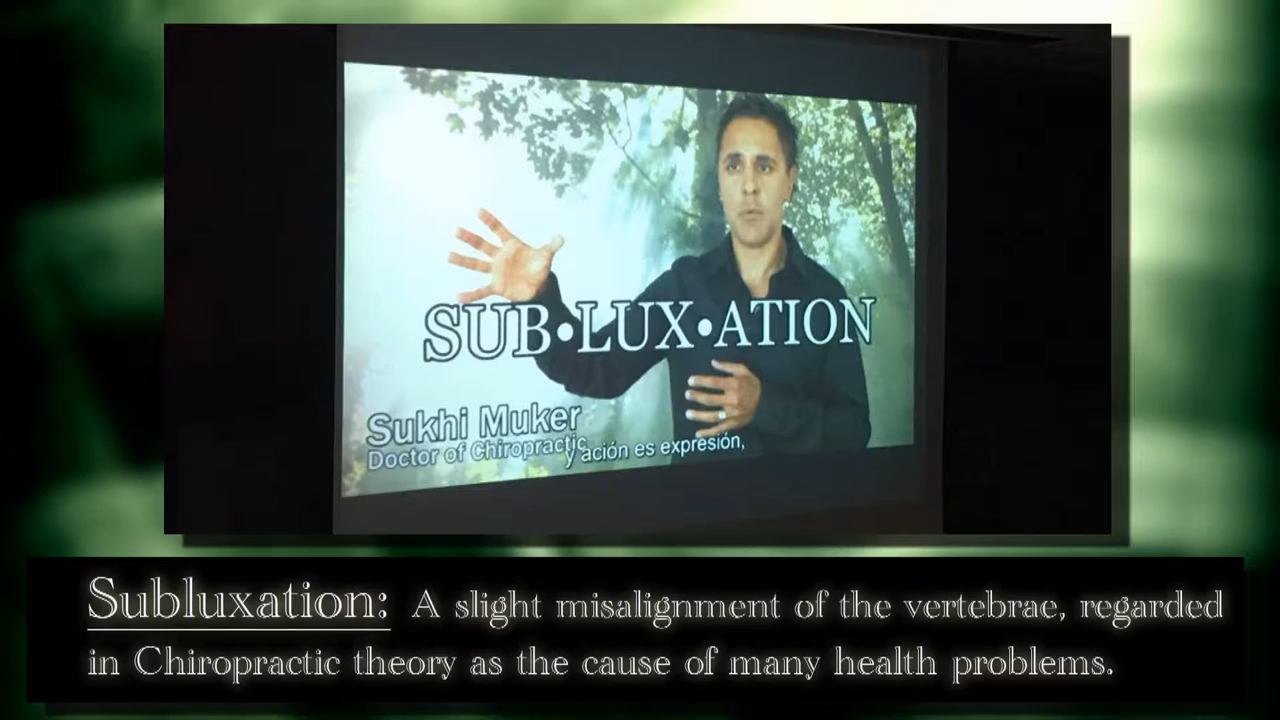 SUB•LUX•ATION
Sukhi Muker
Doctor of Chiropractic
y ación es expresión,
Subluxation: A slight misalignment of the vertebrae, regarded
in Chiropractic theory as the cause of many health problems.